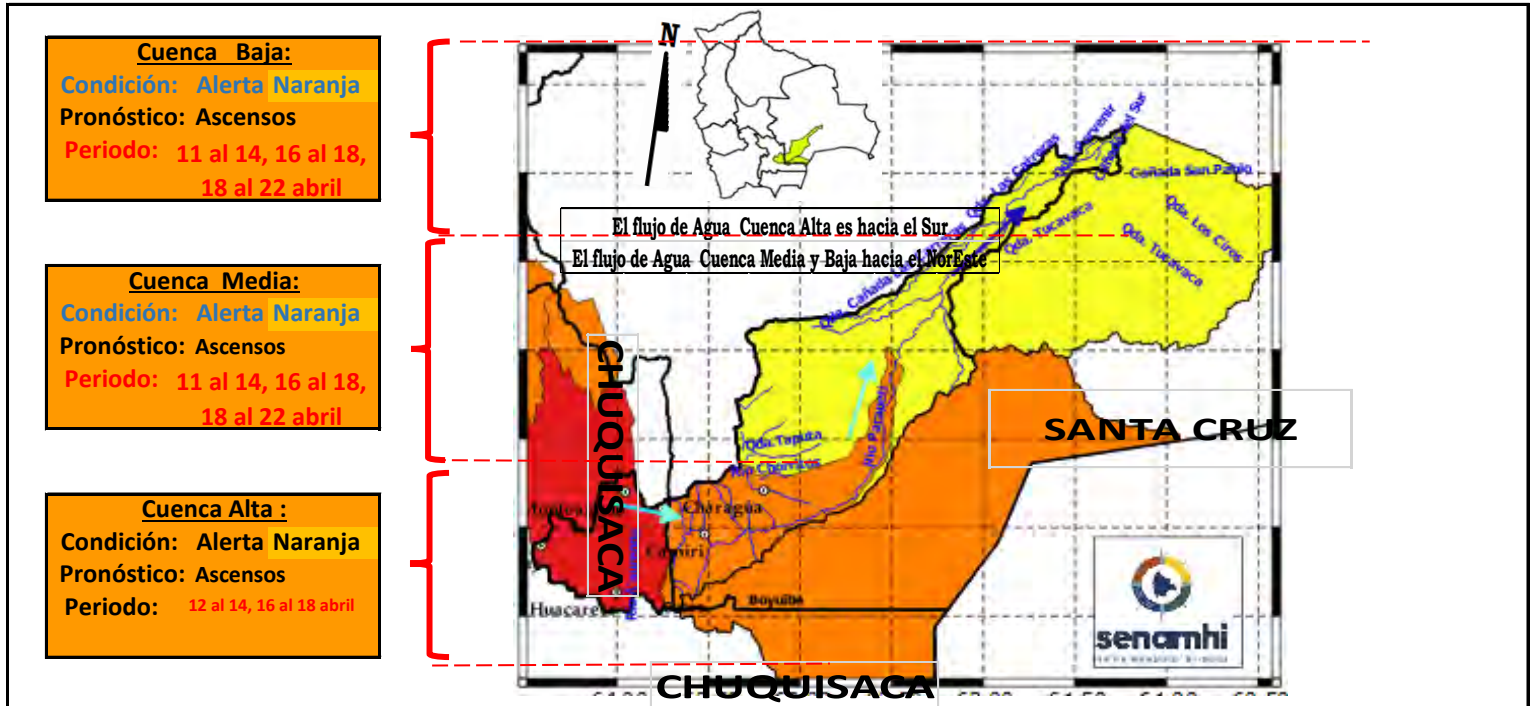 Cuenca Baja:
Condición: Alerta Naranja
Pronóstico: Ascensos
Periodo: 11 al 14, 16 al 18,
18 al 22 abril
Cuenca Media:
Condición: Alerta Naranja
Pronóstico: Ascensos
Periodo: 11 al 14, 16 al 18,
18 al 22 abril
Cuenca Alta :
Condición: Alerta Naranja
Pronóstico: Ascensos
Periodo: 12 al 14, 16 al 18 abril
N
El flujo de Agua Cuenca Alta es hacia el Sur
El flujo de Agua Cuenca Media y Baja hacia el NorEste
Cañada San Pablo
Qda. Los Ciros
Qda. Tucavaca
Qda. Tucavaca
Qda. Taputa
Río Parapetí
Charagua
Camiri
Boyuibe
CHUQUISACA
SANTA CRUZ
CHUQUISACA
senamhi